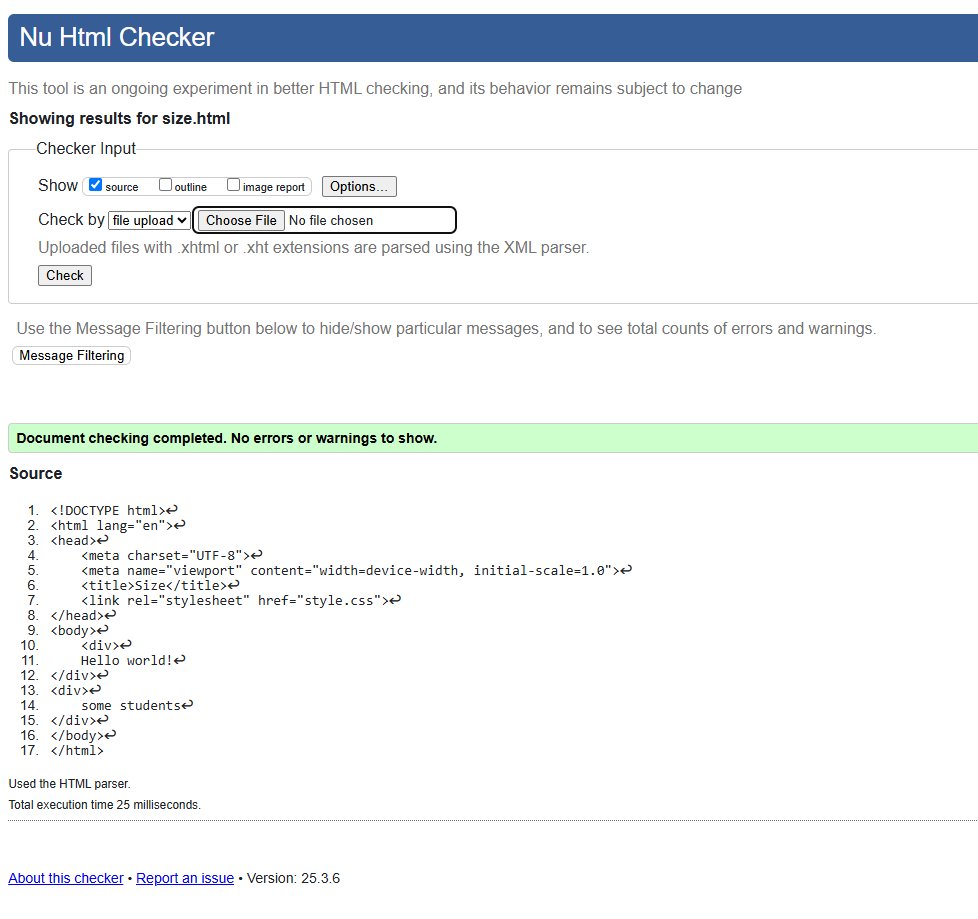 Nu Html Checker
This tool is an ongoing experiment in better HTML checking, and its behavior remains subject to change
Showing results for size.html
Checker Input
Show source outline image report Options...
Check by file upload Choose File No file chosen
Uploaded files with .xhtml or .xht extensions are parsed using the XML parser.
Check
Use the Message Filtering button below to hide/show particular messages, and to see total counts of errors and warnings.
Message Filtering
Document checking completed. No errors or warnings to show.
Source
1. <!DOCTYPE html>↩
2. <html lang="en">↩
3. <head>↩
4.     <meta charset="UTF-8">↩
5.     <meta name="viewport" content="width=device-width, initial-scale=1.0">↩
6.     <title>Size</title>↩
7.     <link rel="stylesheet" href="style.css">↩
8. </head>↩
9. <body>↩
10.     <div>↩
11.     Hello world!↩
12. </div>↩
13. <div>↩
14.     some students↩
15. </div>↩
16. </body>↩
17. </html>
Used the HTML parser.
Total execution time 25 milliseconds.
About this checker • Report an issue • Version: 25.3.6